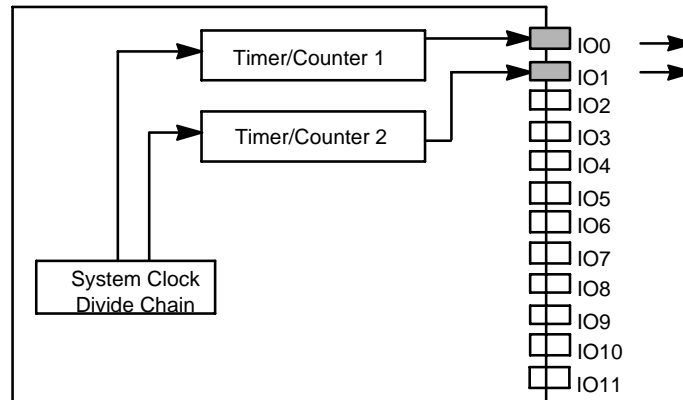 Timer/Counter 1
Timer/Counter 2
System Clock
Divide Chain
IO0
IO1
IO2
IO3
IO4
IO5
IO6
IO7
IO8
IO9
IO10
IO11